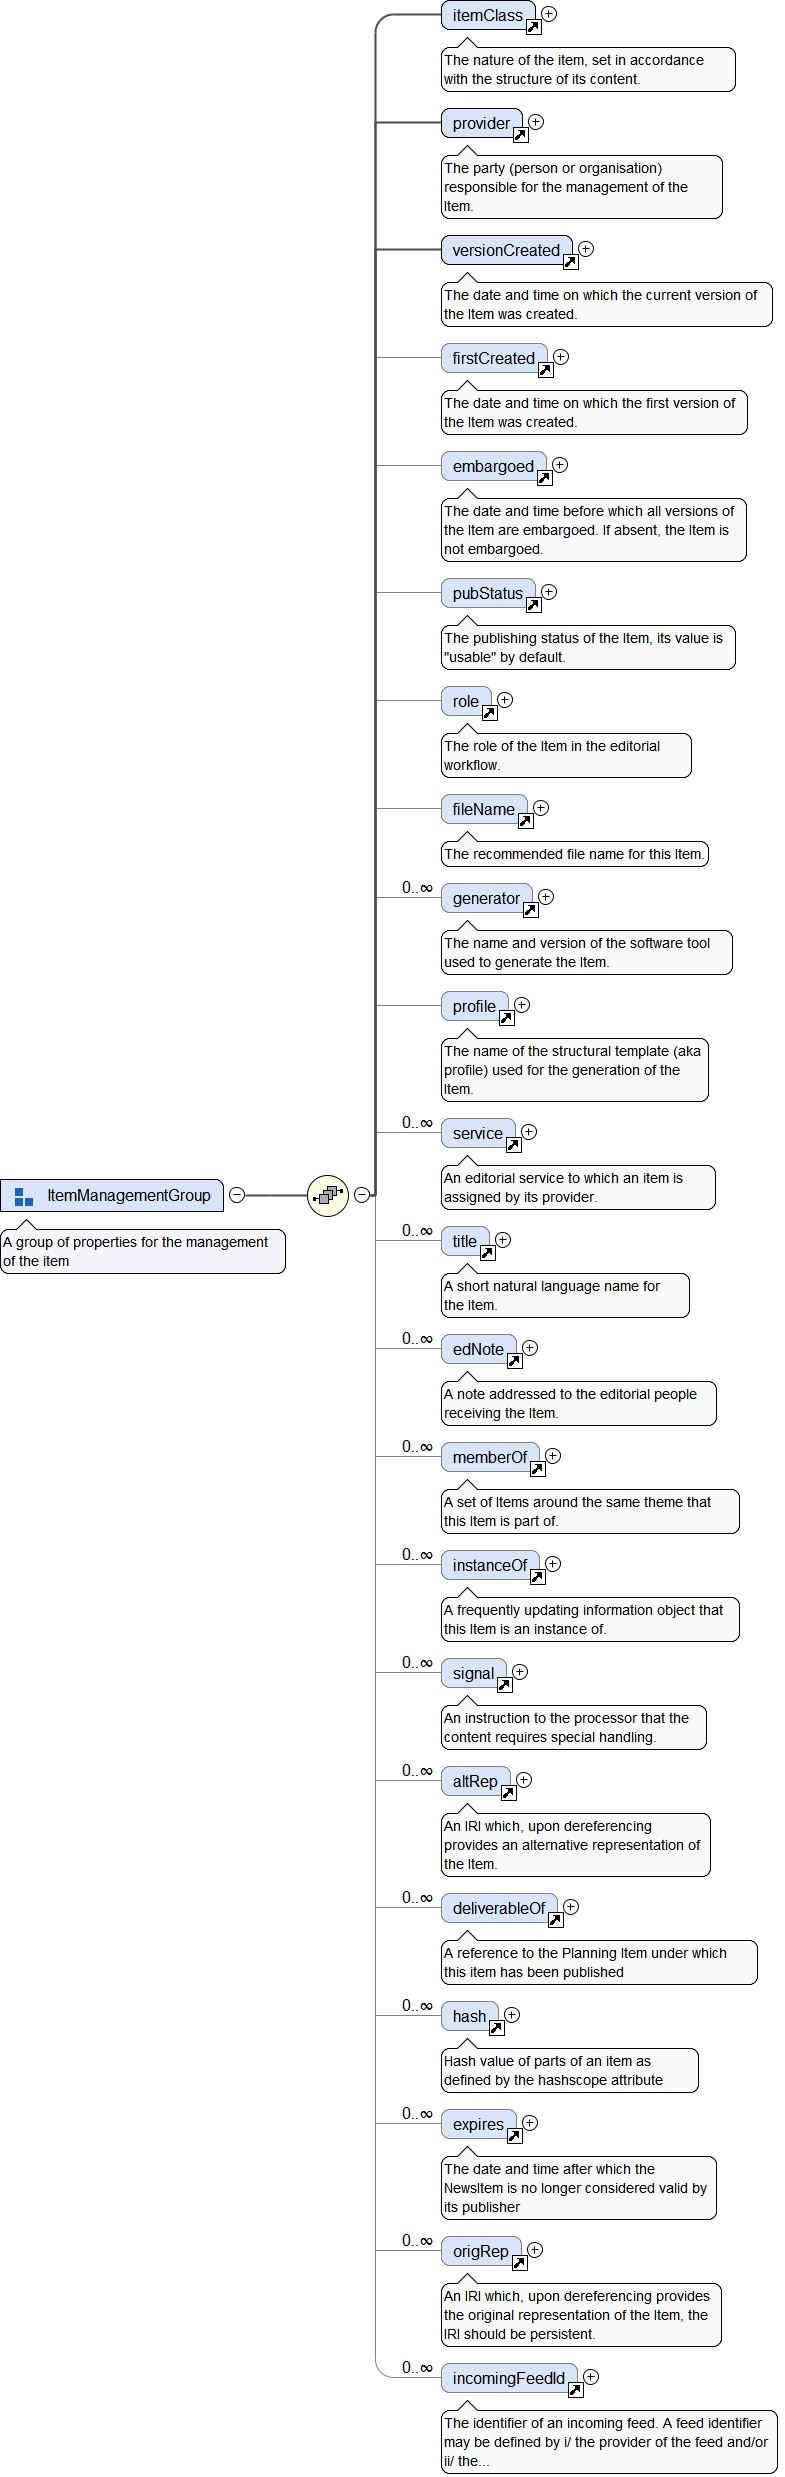 itemClass
The nature of the item, set in accordance
with the structure of its content.
provider
The party (person or organisation)
responsible for the management of the
Item.
versionCreated
The date and time on which the current version of
the Item was created.
firstCreated
The date and time on which the first version of
the Item was created.
embargoed
The date and time before which all versions of
the Item are embargoed. If absent, the Item is
not embargoed.
pubStatus
The publishing status of the Item, its value is
"usable" by default.
role
The role of the Item in the editorial
workflow.
fileName
The recommended file name for this Item.
0..∞
generator
The name and version of the software tool
used to generate the Item.
profile
The name of the structural template (aka
profile) used for the generation of the
Item.
0..∞
service
An editorial service to which an item is
assigned by its provider.
ItemManagementGroup
A group of properties for the management
of the item
0..∞
title
A short natural language name for
the Item.
0..∞
edNote
A note addressed to the editorial people
receiving the Item.
0..∞
memberOf
A set of Items around the same theme that
this Item is part of.
0..∞
instanceOf
A frequently updating information object that
this Item is an instance of.
0..∞
signal
An instruction to the processor that the
content requires special handling.
0..∞
altRep
An IRI which, upon dereferencing
provides an alternative representation of
the Item.
0..∞
deliverableOf
A reference to the Planning Item under which
this item has been published
0..∞
hash
Hash value of parts of an item as
defined by the hashscope attribute
0..∞
expires
The date and time after which the
NewsItem is no longer considered valid by
its publisher
0..∞
origRep
An IRI which, upon dereferencing provides
the original representation of the Item, the
IRI should be persistent.
0..∞
incomingFeedId
The identifier of an incoming feed. A feed identifier
may be defined by i/ the provider of the feed and/or
ii/ the...